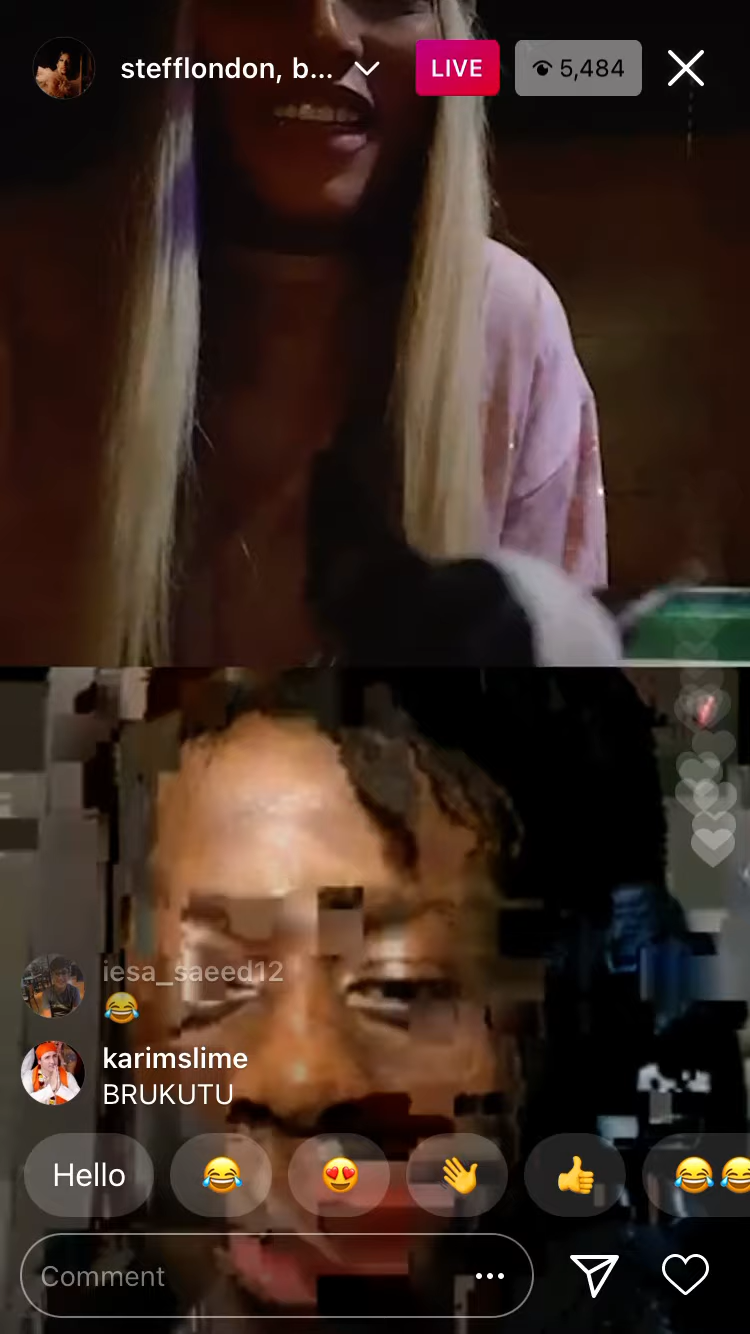 stefflondon, b...
LIVE
5,484
iesa_saeed12
😂
karimslime
BRUKUTU
Hello
😂
😍
👋
👍
😂😂
Comment